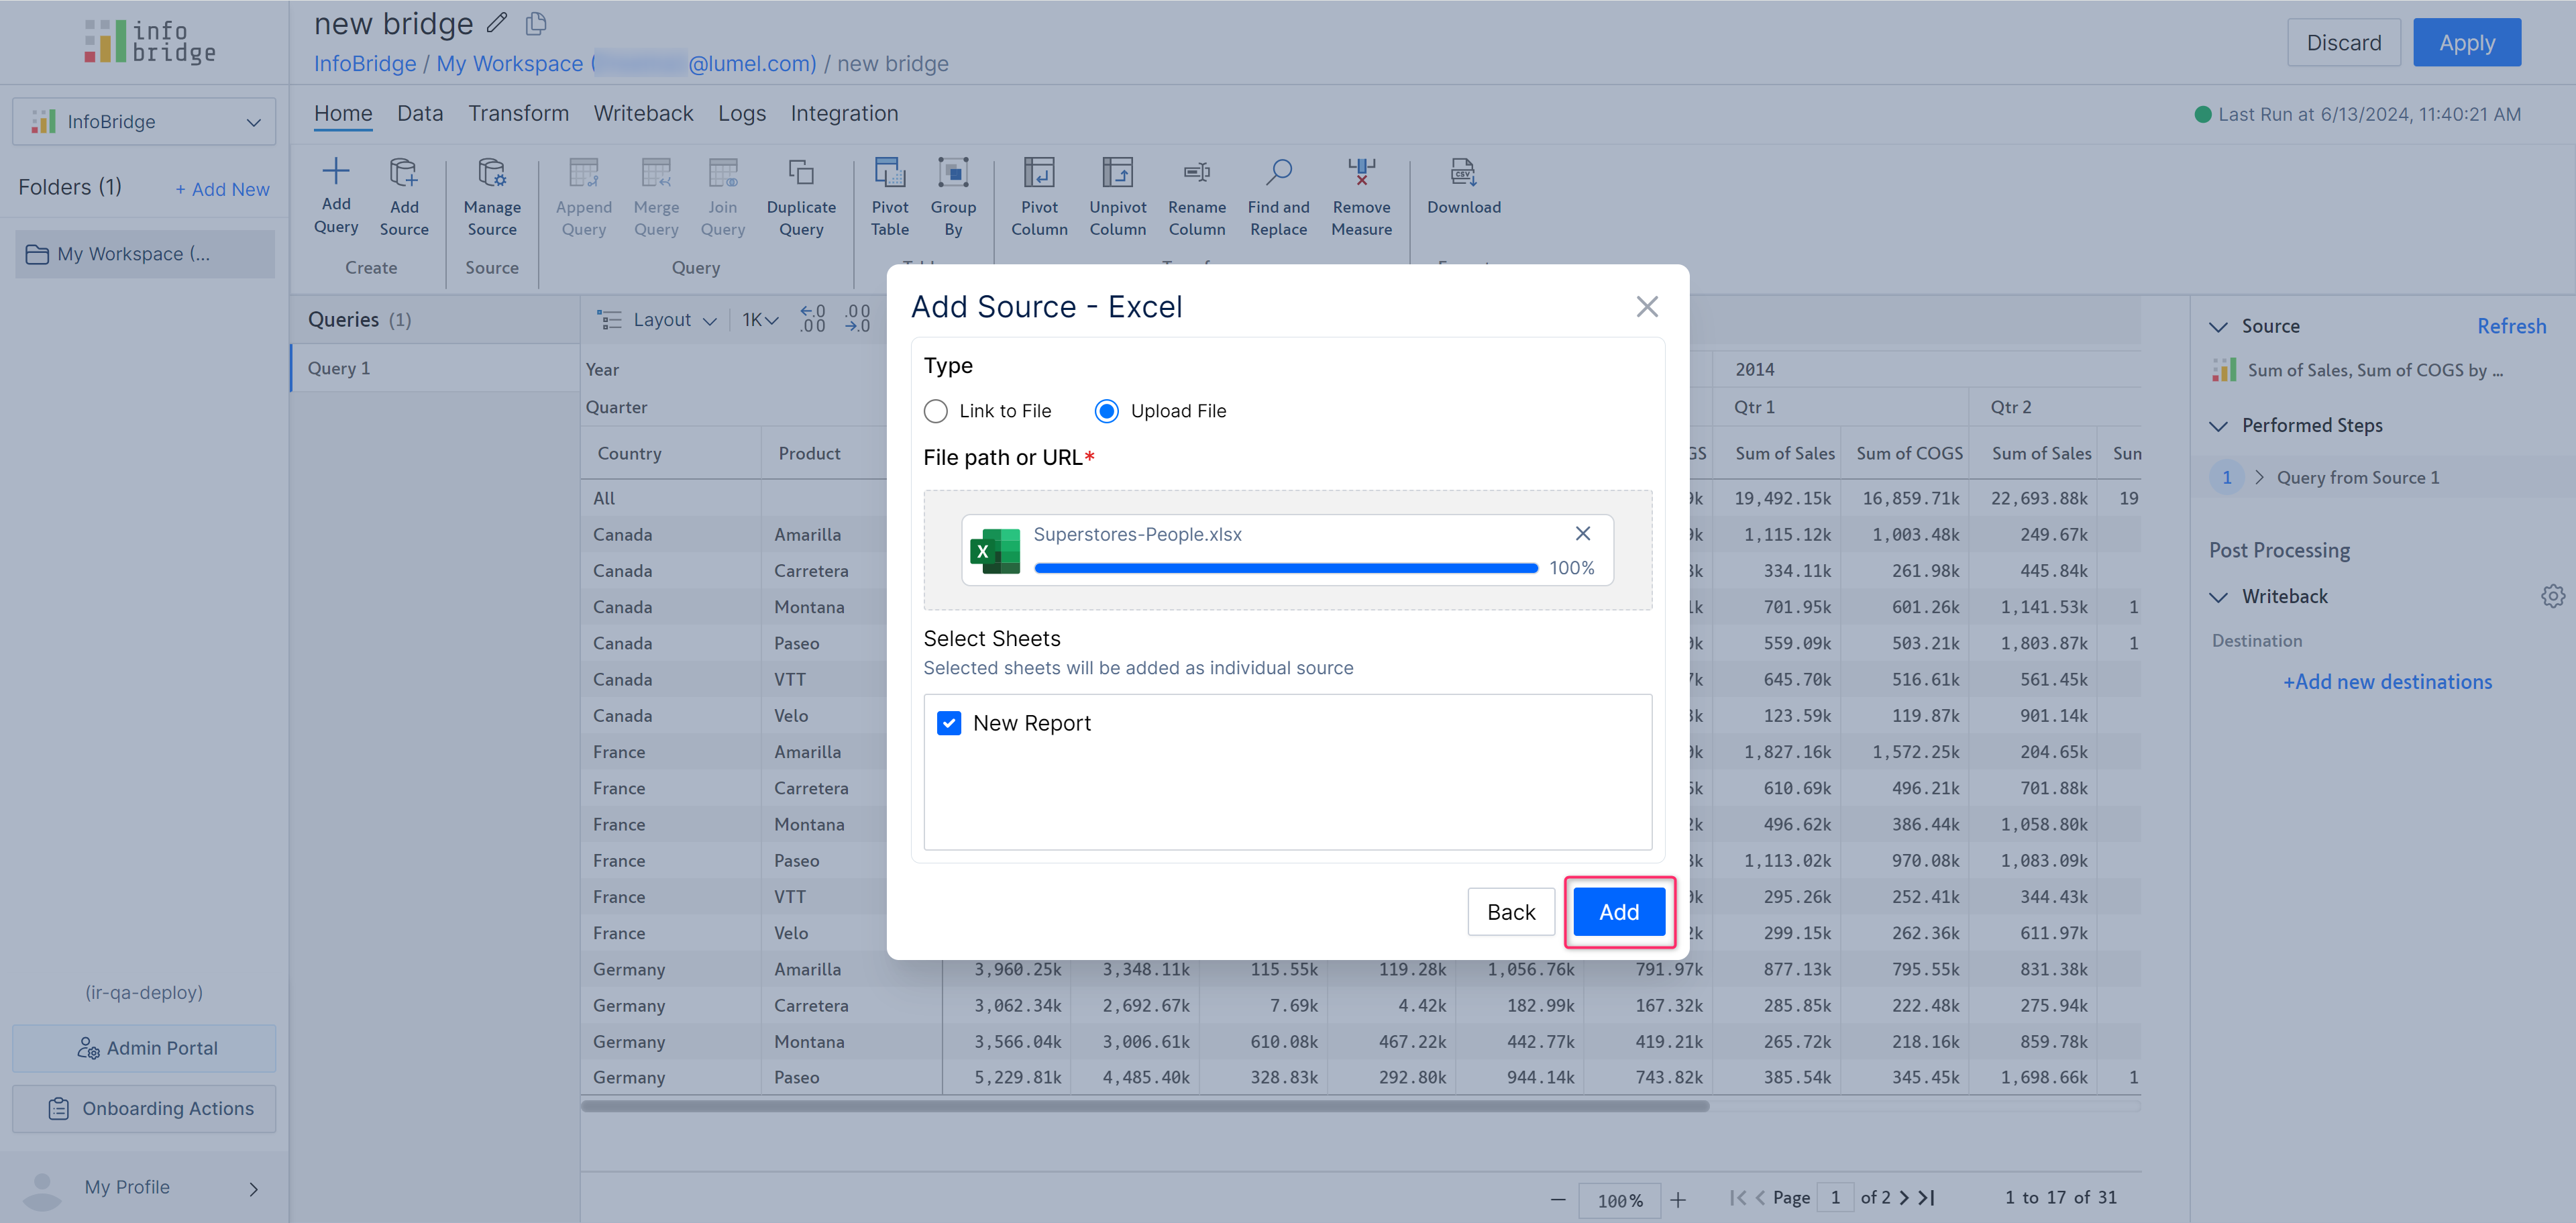 info
bridge
new bridge
InfoBridge / My Workspace ( @lumel.com) / new bridge
Discard
Apply
InfoBridge
Home Data Transform Writeback Logs Integration
Last Run at 6/13/2024, 11:40:21 AM
Folders (1)
+ Add New
My Workspace (...
Add Query
Add Source
Create
Manage Source
Source
Append Query
Merge Query
Join Query
Duplicate Query
Query
Pivot Table
Group By
Pivot Column
Unpivot Column
Rename Column
Find and Replace
Remove Measure
CSV
Download
Queries (1)
Query 1
Layout
1K
←.0
.00
.00
→.0
Add Source - Excel
Type
Link to File
Upload File
File path or URL*
X
Superstores-People.xlsx
100%
Select Sheets
Selected sheets will be added as individual source
New Report
Back
Add
Year 2014
Quarter Qtr 1 Qtr 2
Country Product GS Sum of Sales Sum of COGS Sum of Sales Sum
All 19,492.15k 16,859.71k 22,693.88k 19
Canada Amarilla 1,115.12k 1,003.48k 249.67k
Canada Carretera 334.11k 261.98k 445.84k
Canada Montana 701.95k 601.26k 1,141.53k 1
Canada Paseo 559.09k 503.21k 1,803.87k 1
Canada VTT 645.70k 516.61k 561.45k
Canada Velo 123.59k 119.87k 901.14k
France Amarilla 1,827.16k 1,572.25k 204.65k
France Carretera 610.69k 496.21k 701.88k
France Montana 496.62k 386.44k 1,058.80k
France Paseo 1,113.02k 970.08k 1,083.09k
France VTT 295.26k 252.41k 344.43k
France Velo 299.15k 262.36k 611.97k
Germany Amarilla 3,960.25k 3,348.11k 115.55k 119.28k 1,056.76k 791.97k 877.13k 795.55k 831.38k
Germany Carretera 3,062.34k 2,692.67k 7.69k 4.42k 182.99k 167.32k 285.85k 222.48k 275.94k
Germany Montana 3,566.04k 3,006.61k 610.08k 467.22k 442.77k 419.21k 265.72k 218.16k 859.78k
Germany Paseo 5,229.81k 4,485.40k 328.83k 292.80k 944.14k 743.82k 385.54k 345.45k 1,698.66k 1
100%
Page 1 of 2
1 to 17 of 31
Source
Refresh
Sum of Sales, Sum of COGS by ...
Performed Steps
1 Query from Source 1
Post Processing
Writeback
Destination
+Add new destinations
(ir-qa-deploy)
Admin Portal
Onboarding Actions
My Profile